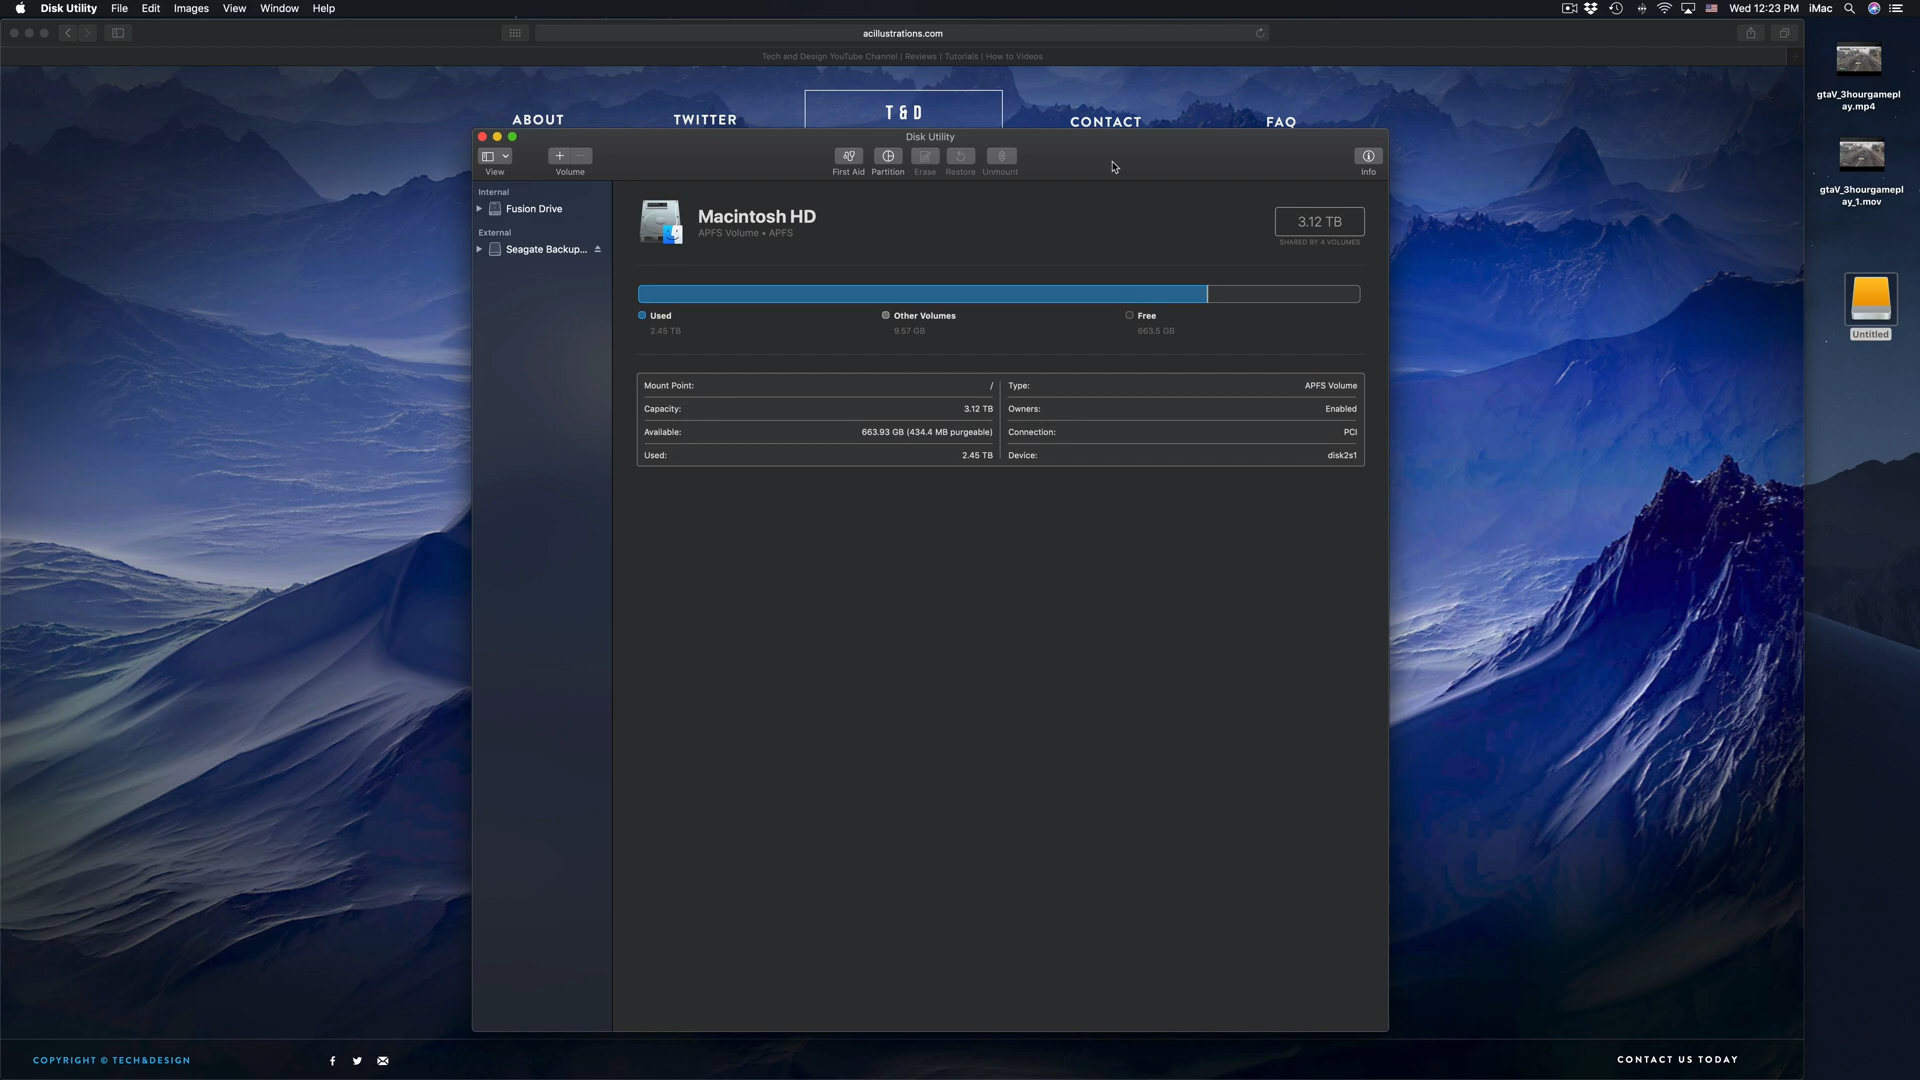 Disk Utility File Edit Images View Window Help
Wed 12:23 PM iMac
acillustrations.com
Tech and Design YouTube Channel | Reviews | Tutorials | How to Videos
ABOUT TWITTER T & D CONTACT FAQ
Disk Utility
View Volume First Aid Partition Erase Restore Unmount Info
Internal
Fusion Drive
External
Seagate Backup...
Macintosh HD
APFS Volume • APFS
3.12 TB
SHARED BY 4 VOLUMES
Used
2.45 TB
Other Volumes
9.57 GB
Free
663.5 GB
Mount Point: /
Capacity: 3.12 TB
Available: 663.93 GB (434.4 MB purgeable)
Used: 2.45 TB
Type: APFS Volume
Owners: Enabled
Connection: PCI
Device: disk2s1
gtaV_3hourgamepl
ay.mp4
gtaV_3hourgamepl
ay_1.mov
Untitled
COPYRIGHT © TECH&DESIGN
CONTACT US TODAY